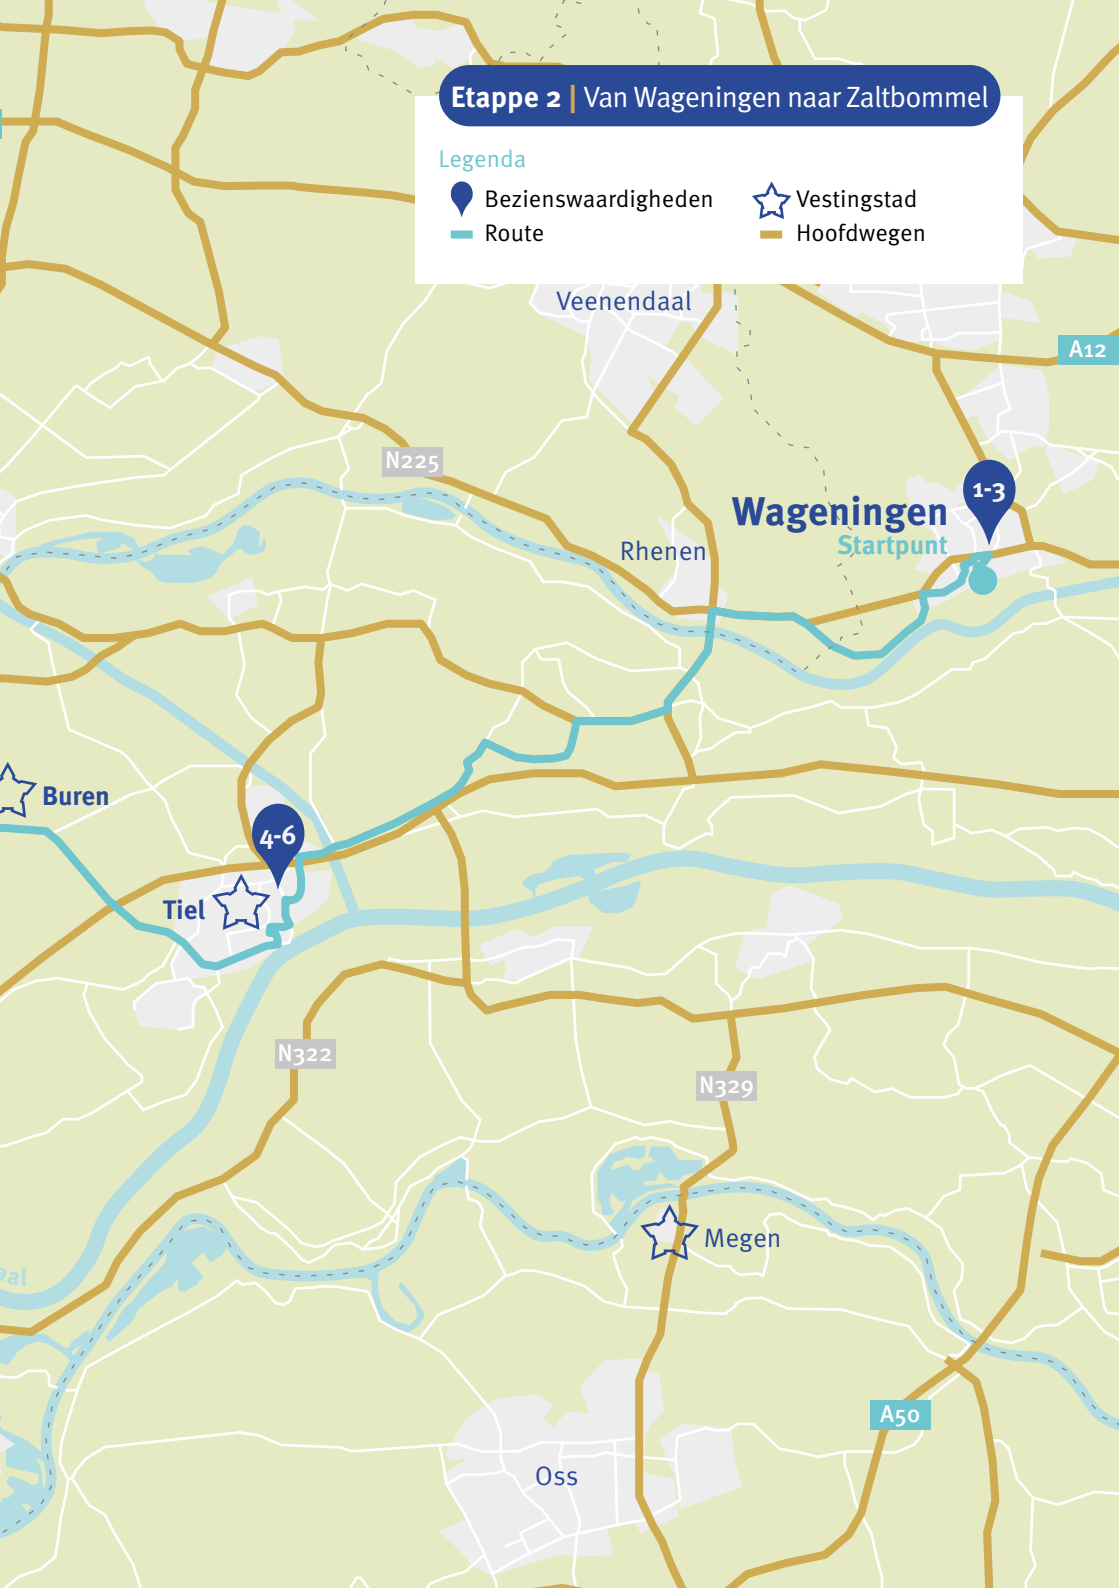 Etappe 2 | Van Wageningen naar Zaltbommel
Legenda
Bezienswaardigheden
Vestingstad
Route
Hoofdwegen
Veenendaal
A12
N225
1-3
Wageningen
Startpunt
Rhenen
Buren
4-6
Tiel
N322
N329
Megen
aal
A50
Oss